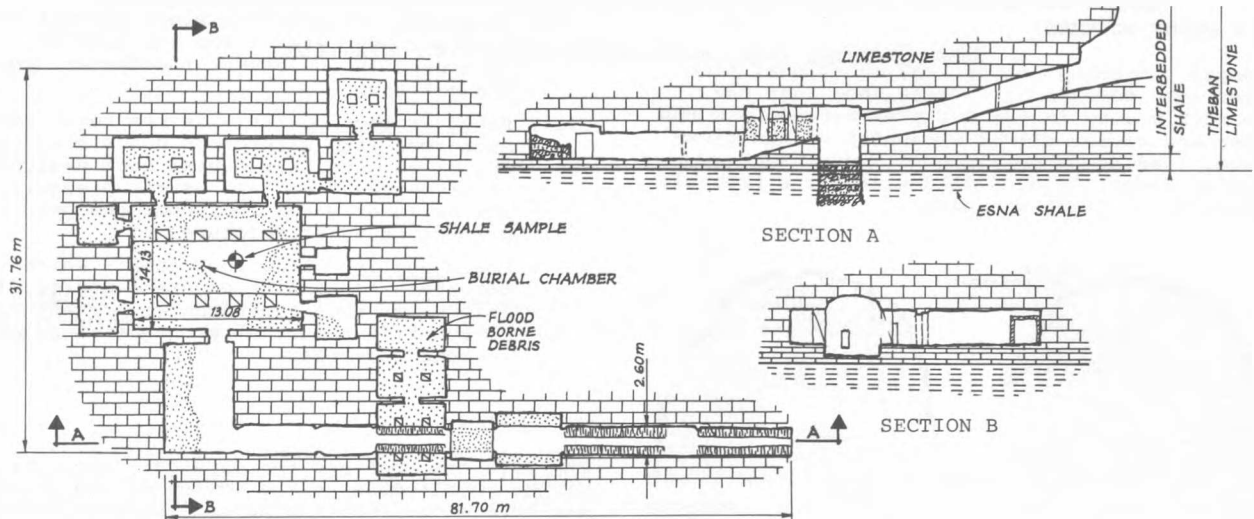 B
31.76 m
14.13
13.08
SHALE SAMPLE
BURIAL CHAMBER
FLOOD
BORNE
DEBRIS
2.60m
A
A
B
81.70 m
LIMESTONE
INTERBEDDED
SHALE
THEBAN
LIMESTONE
ESNA SHALE
SECTION A
SECTION B